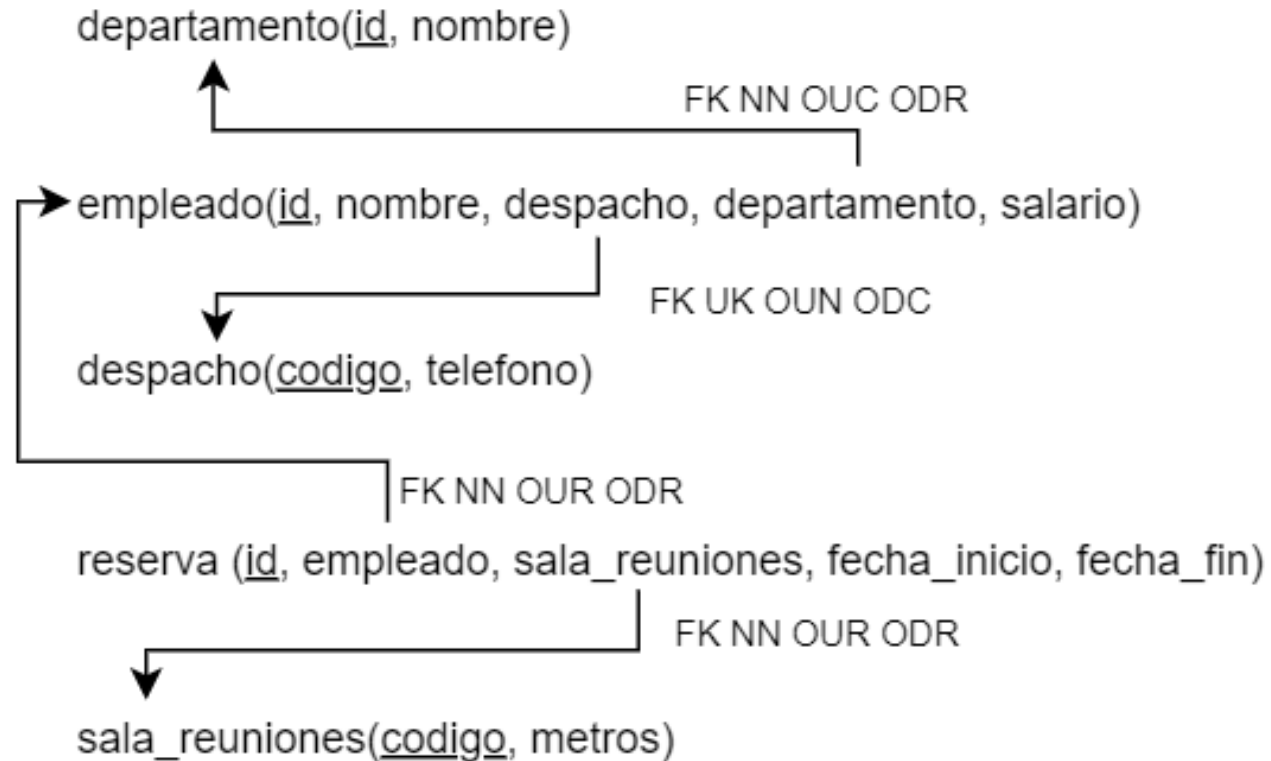 departamento(id, nombre)
FK NN OUC ODR
empleado(id, nombre, despacho, departamento, salario)
FK UK OUN ODC
despacho(codigo, telefono)
FK NN OUR ODR
reserva (id, empleado, sala_reuniones, fecha_inicio, fecha_fin)
FK NN OUR ODR
sala_reuniones(codigo, metros)